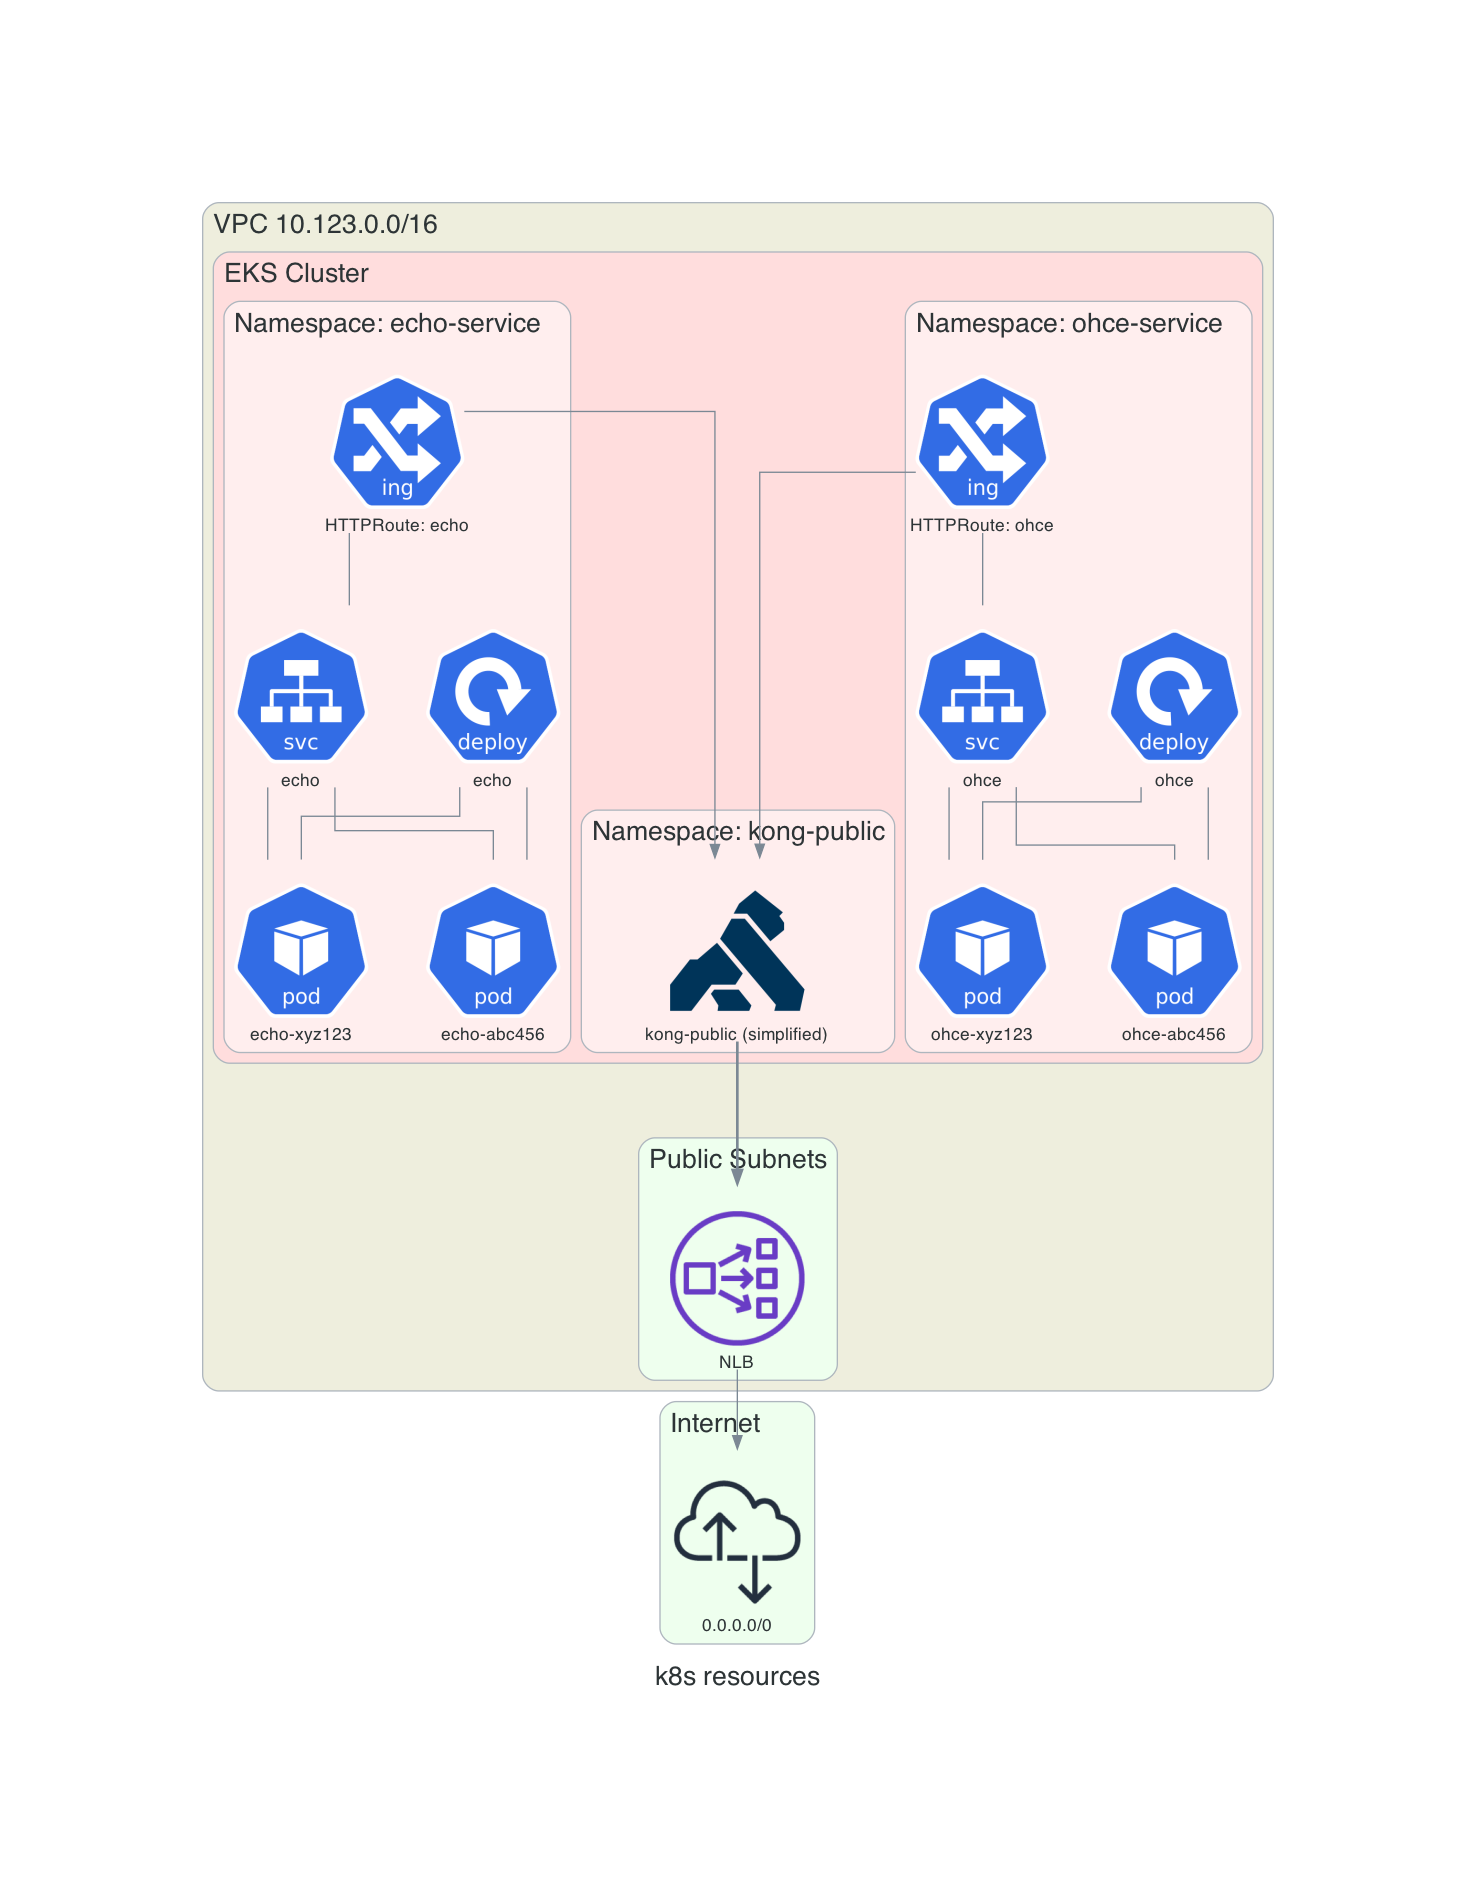 VPC 10.123.0.0/16
EKS Cluster
Namespace: echo-service
ing
HTTPRoute: echo
svc
echo
deploy
echo
pod
echo-xyz123
pod
echo-abc456
Namespace: kong-public
kong-public (simplified)
Namespace: ohce-service
ing
HTTPRoute: ohce
svc
ohce
deploy
ohce
pod
ohce-xyz123
pod
ohce-abc456
Public Subnets
NLB
Internet
0.0.0.0/0
k8s resources